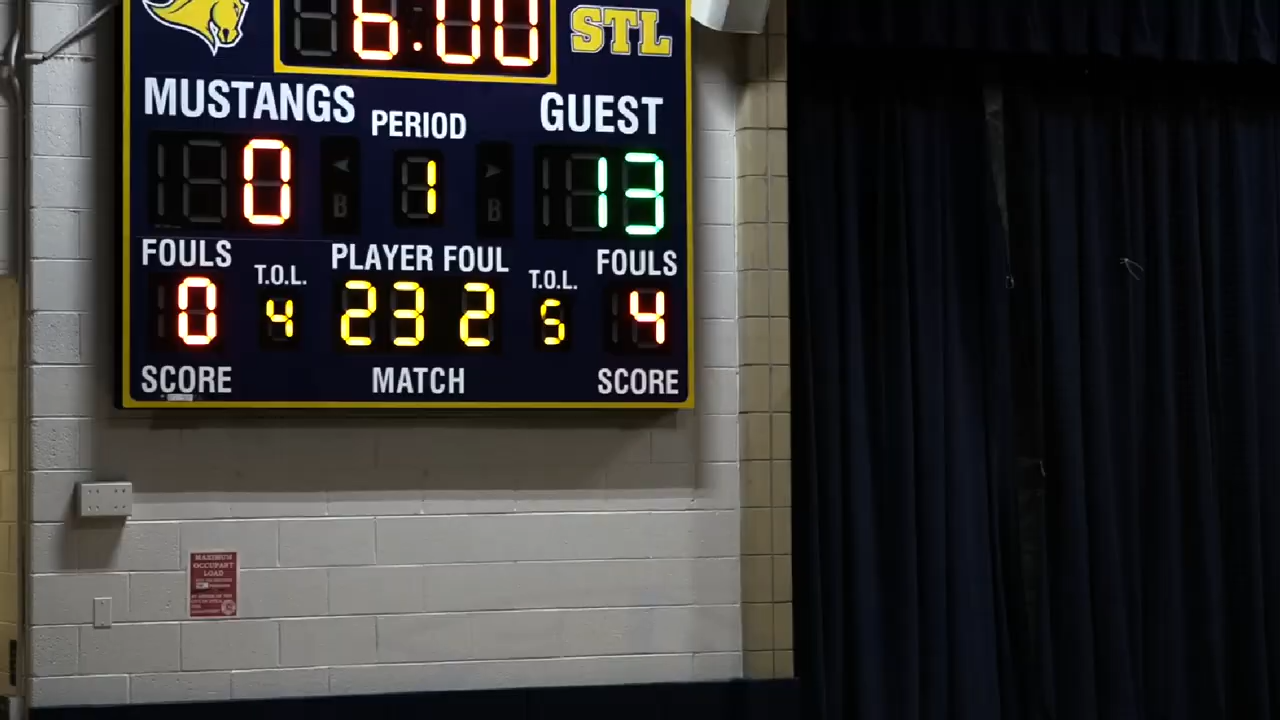 6:00
STL
MUSTANGS
PERIOD
GUEST
0
1
13
B
B
FOULS
T.O.L.
PLAYER FOUL
T.O.L.
FOULS
0
4
23 2
5
4
SCORE
MATCH
SCORE
MAXIMUM
OCCUPANT
LOAD